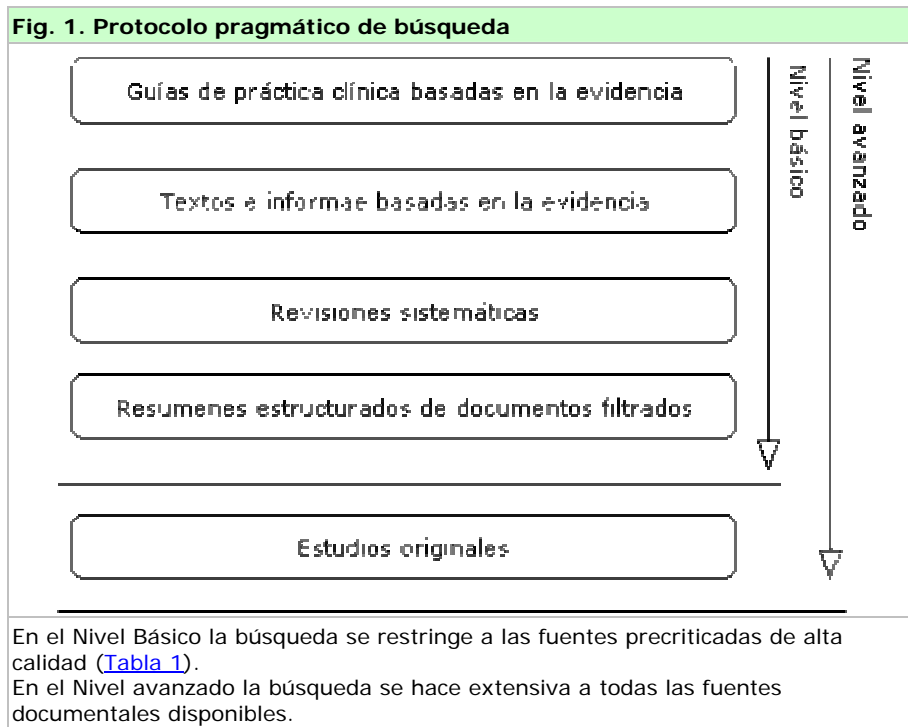 Fig. 1. Protocolo pragmático de búsqueda
Guías de práctica clínica basadas en la evidencia
Textos e informae basadas en la evidencia
Revisiones sistemáticas
Resumenes estructurados de documentos filtrados
Estudios originales
Nivel básico
Nivel avanzado
En el Nivel Básico la búsqueda se restringe a las fuentes precriticadas de alta
calidad (Tabla 1).
En el Nivel avanzado la búsqueda se hace extensiva a todas las fuentes
documentales disponibles.